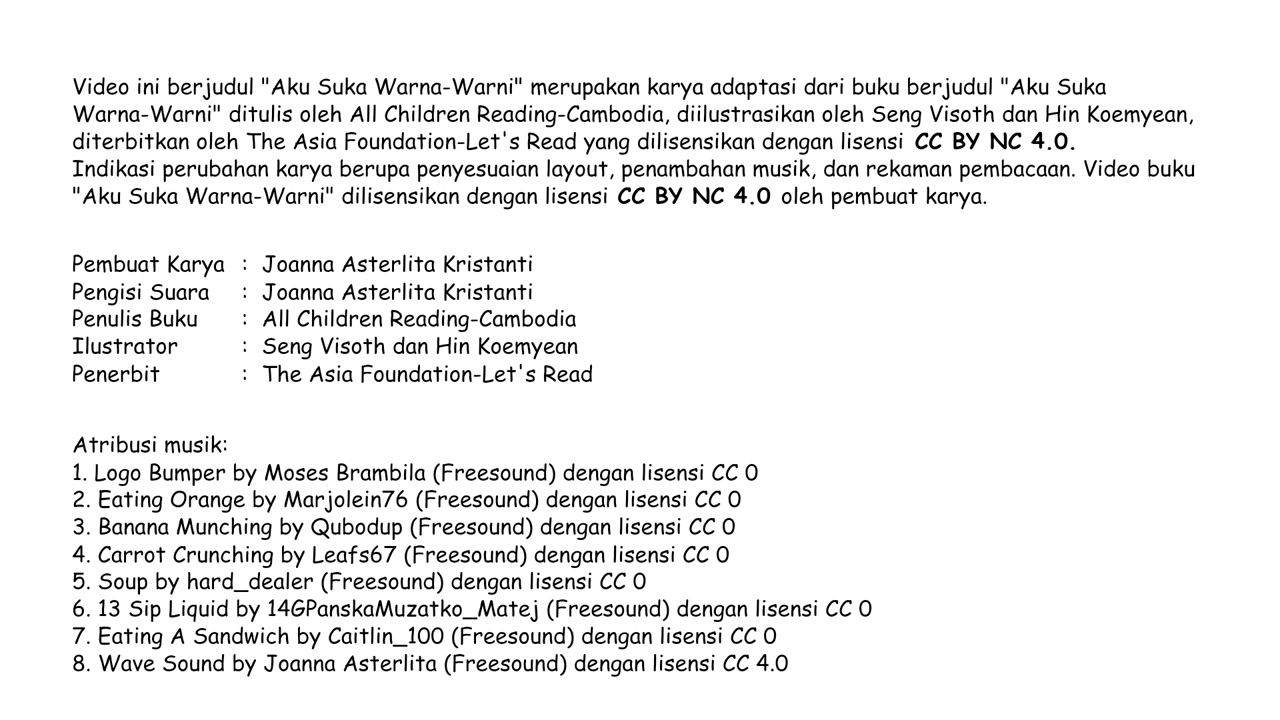 Video ini berjudul "Aku Suka Warna-Warni" merupakan karya adaptasi dari buku berjudul "Aku Suka
Warna-Warni" ditulis oleh All Children Reading-Cambodia, diilustrasikan oleh Seng Visoth dan Hin Koemyean,
diterbitkan oleh The Asia Foundation-Let's Read yang dilisensikan dengan lisensi CC BY NC 4.0.
Indikasi perubahan karya berupa penyesuaian layout, penambahan musik, dan rekaman pembacaan. Video buku
"Aku Suka Warna-Warni" dilisensikan dengan lisensi CC BY NC 4.0 oleh pembuat karya.
Pembuat Karya : Joanna Asterlita Kristanti
Pengisi Suara : Joanna Asterlita Kristanti
Penulis Buku : All Children Reading-Cambodia
Ilustrator : Seng Visoth dan Hin Koemyean
Penerbit : The Asia Foundation-Let's Read
Atribusi musik:
1. Logo Bumper by Moses Brambila (Freesound) dengan lisensi CC 0
2. Eating Orange by Marjolein76 (Freesound) dengan lisensi CC 0
3. Banana Munching by Qubodup (Freesound) dengan lisensi CC 0
4. Carrot Crunching by Leafs67 (Freesound) dengan lisensi CC 0
5. Soup by hard_dealer (Freesound) dengan lisensi CC 0
6. 13 Sip Liquid by 14GPanskaMuzatko_Matej (Freesound) dengan lisensi CC 0
7. Eating A Sandwich by Caitlin_100 (Freesound) dengan lisensi CC 0
8. Wave Sound by Joanna Asterlita (Freesound) dengan lisensi CC 4.0